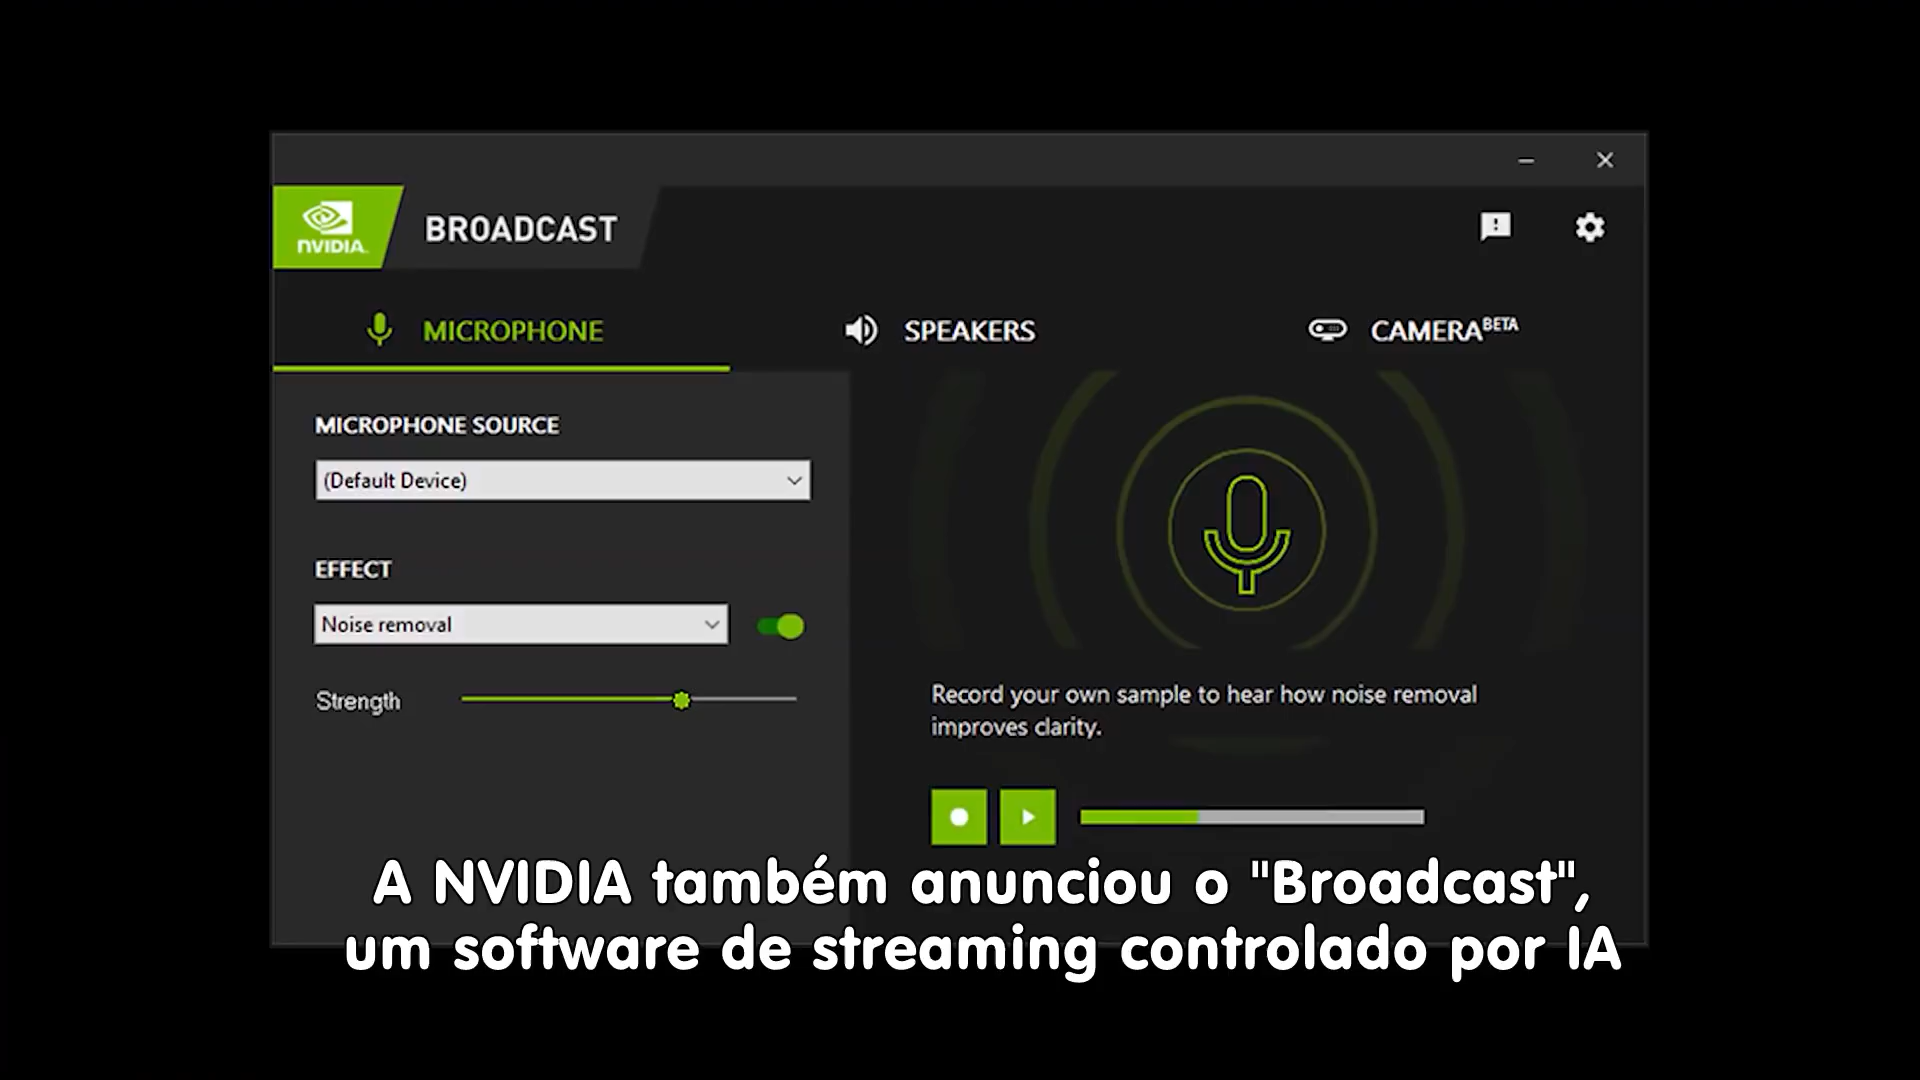 NVIDIA
BROADCAST
MICROPHONE
SPEAKERS
CAMERA BETA
MICROPHONE SOURCE
(Default Device)
EFFECT
Noise removal
Strength
Record your own sample to hear how noise removal
improves clarity.
A NVIDIA também anunciou o "Broadcast",
um software de streaming controlado por IA